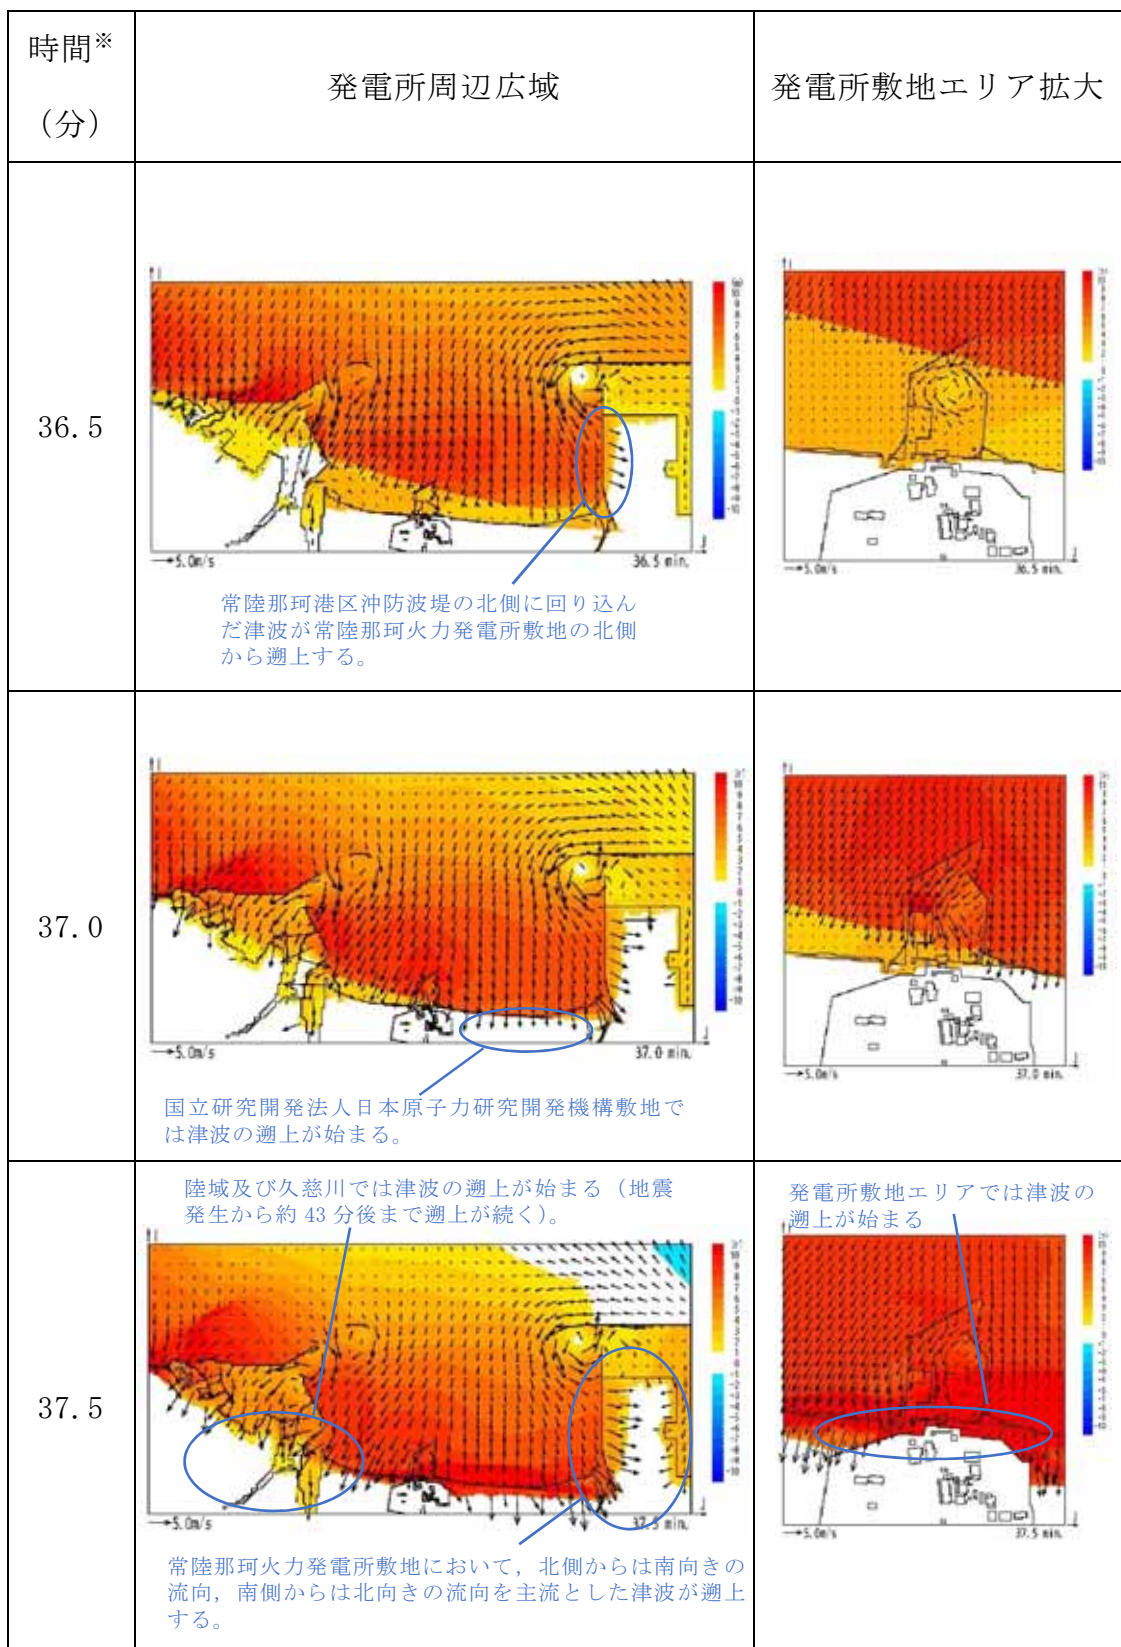 時間※
(分)
発電所周辺広域
発電所敷地エリア拡大
36.5
5.0m/s
36.5 min.
5.0m/s
36.5 min.
常陸那珂港区沖防波堤の北側に回り込ん
だ津波が常陸那珂火力発電所敷地の北側
から遡上する。
37.0
5.0m/s
37.0 min.
5.0m/s
37.0 min.
国立研究開発法人日本原子力研究開発機構敷地で
は津波の遡上が始まる。
37.5
陸域及び久慈川では津波の遡上が始まる（地震
発生から約 43 分後まで遡上が続く）。
発電所敷地エリアでは津波の
遡上が始まる
5.0m/s
37.5 min.
5.0m/s
37.5 min.
常陸那珂火力発電所敷地において，北側からは南向きの
流向，南側からは北向きの流向を主流とした津波が遡上
する。